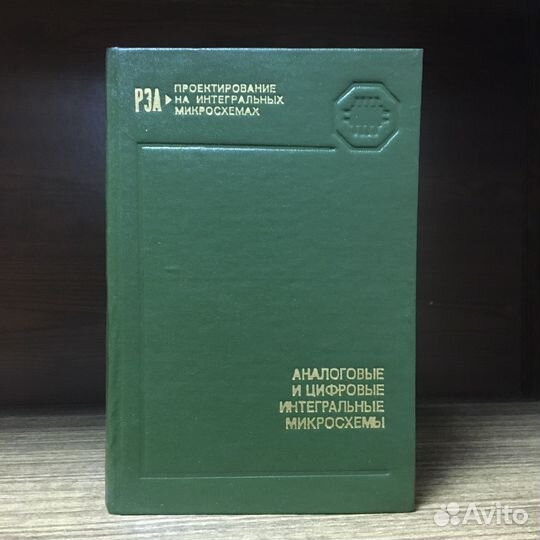 РЭА
ПРОЕКТИРОВАНИЕ
НА ИНТЕГРАЛЬНЫХ
МИКРОСХЕМАХ
АНАЛОГОВЫЕ
И ЦИФРОВЫЕ
ИНТЕГРАЛЬНЫЕ
МИКРОСХЕМЫ
Avito